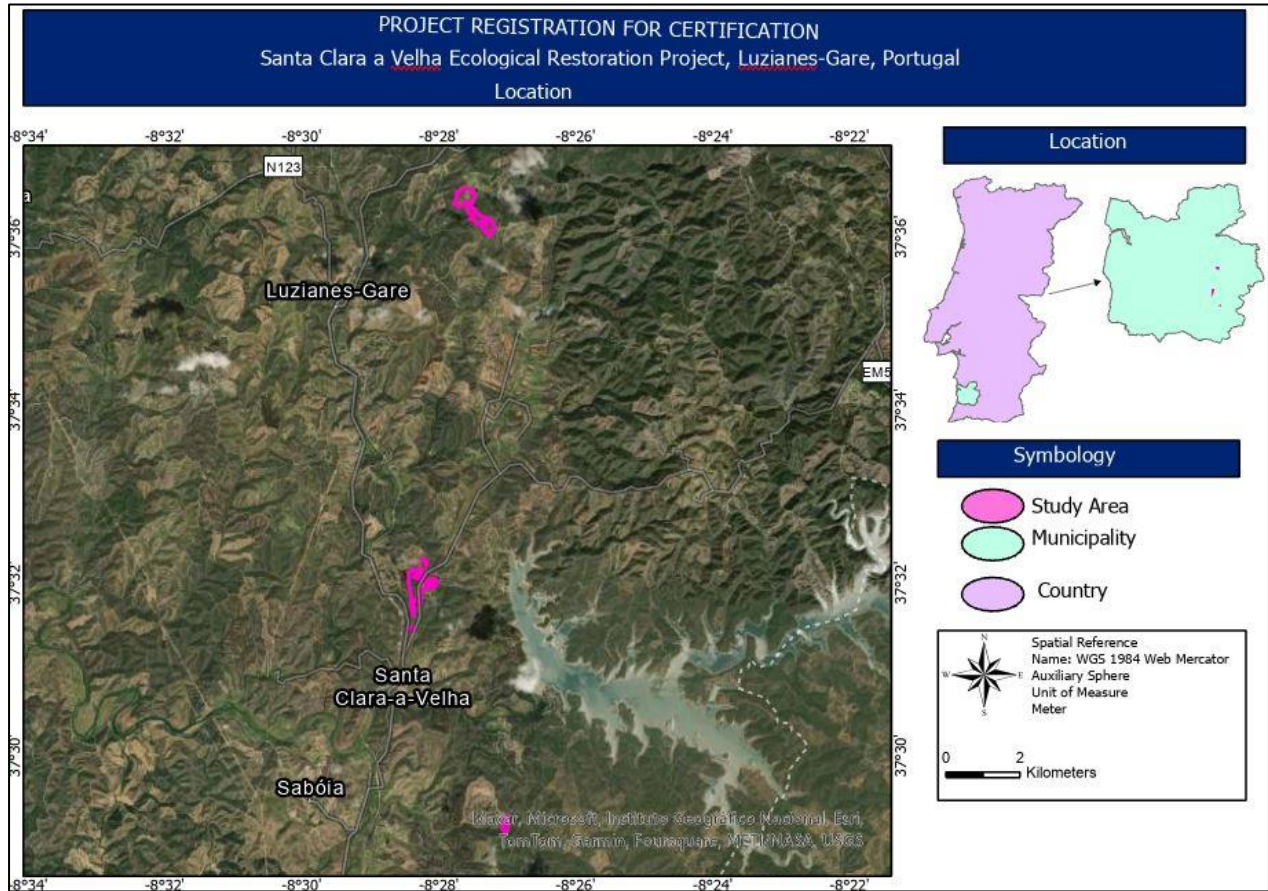 PROJECT REGISTRATION FOR CERTIFICATION
Santa Clara a Velha Ecological Restoration Project, Luzianes-Gare, Portugal
Location
-8°34' -8°32' -8°30' -8°28' -8°26' -8°24' -8°22'
N123
a
37°36' 37°36'
Luzianes-Gare
EM5
37°34' 37°34'
37°32' 37°32'
Santa
Clara-a-Velha
37°30' 37°30'
Sabóia
Maxar, Microsoft, Instituto Geográfico Nacional, Esri,
TomTom, Garmin, Foursquare, METI/NASA, USGS
-8°34' -8°32' -8°30' -8°28' -8°26' -8°24' -8°22'
Location
Symbology
Study Area
Municipality
Country
N
W E
S
Spatial Reference
Name: WGS 1984 Web Mercator
Auxiliary Sphere
Unit of Measure
Meter
0 2
Kilometers